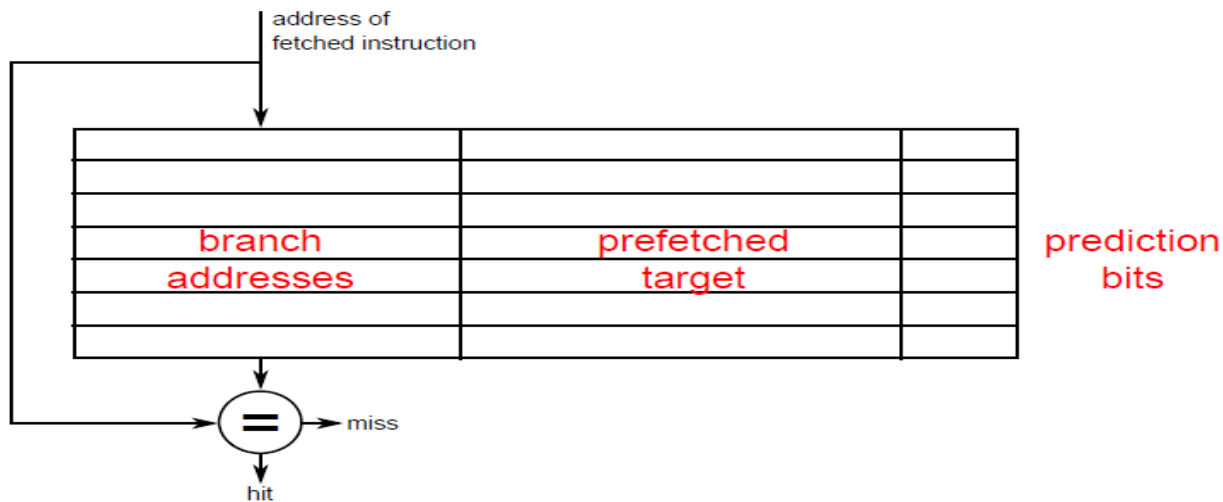 address of
fetched instruction
branch
addresses
prefetched
target
prediction
bits
=
miss
hit